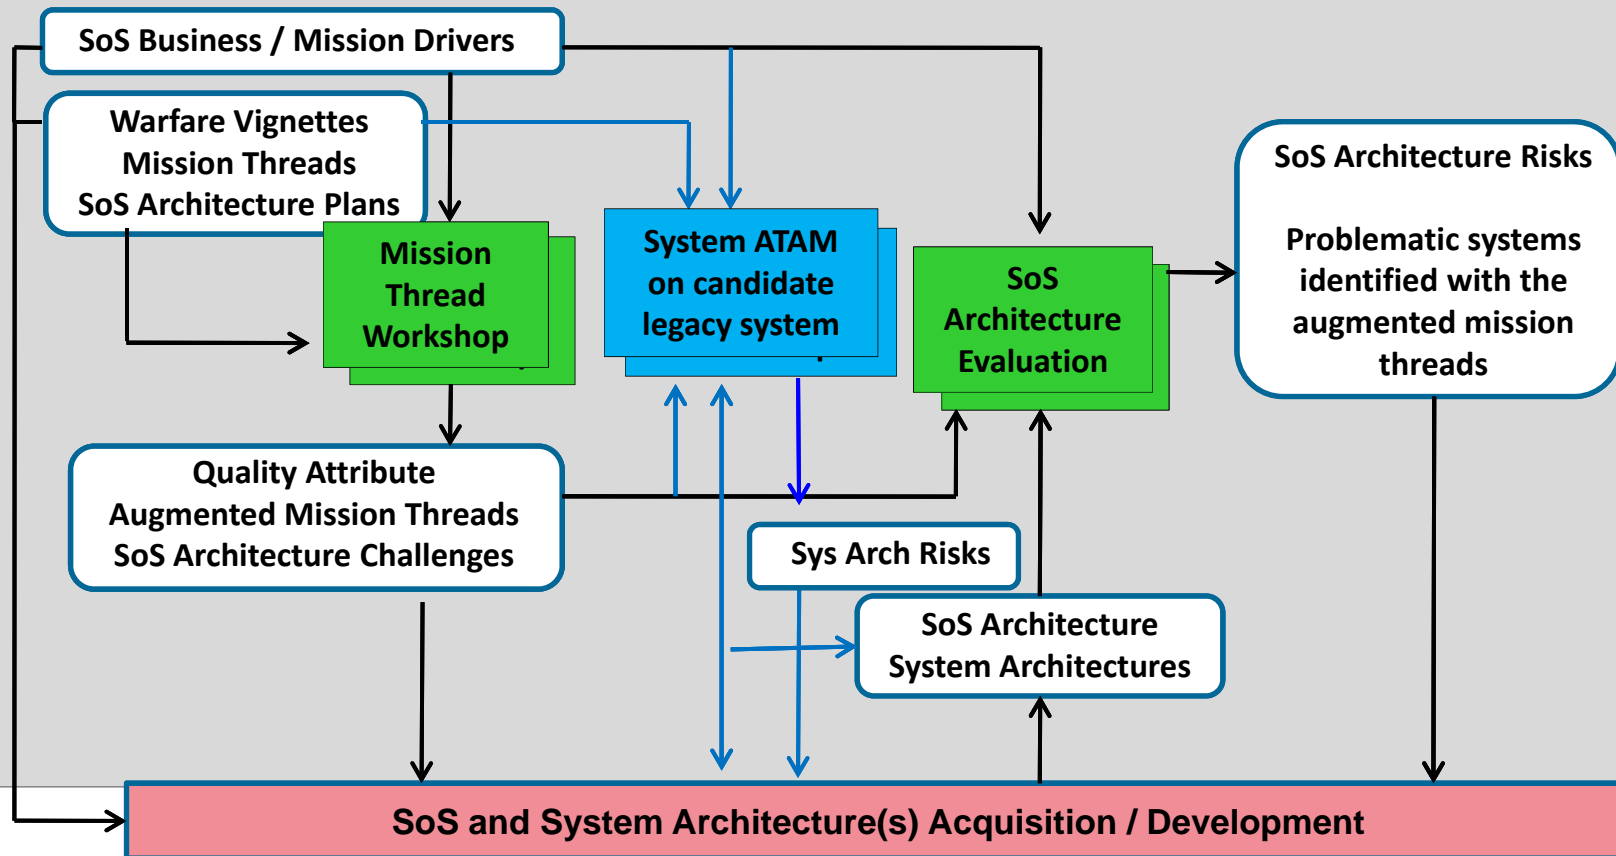 SoS Business / Mission Drivers
Warfare Vignettes
Mission Threads
SoS Architecture Plans
Mission
Thread
Workshop
System ATAM
on candidate
legacy system
SoS
Architecture
Evaluation
SoS Architecture Risks
Problematic systems
identified with the
augmented mission
threads
Quality Attribute
Augmented Mission Threads
SoS Architecture Challenges
Sys Arch Risks
SoS Architecture
System Architectures
SoS and System Architecture(s) Acquisition / Development